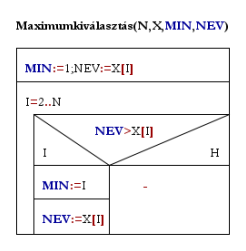 Maximumkiválasztás(N,X,MIN,NEV)
MIN:=1;NEV:=X[I]
I=2..N
NEV>X[I]
I H
MIN:=I -
NEV:=X[I]